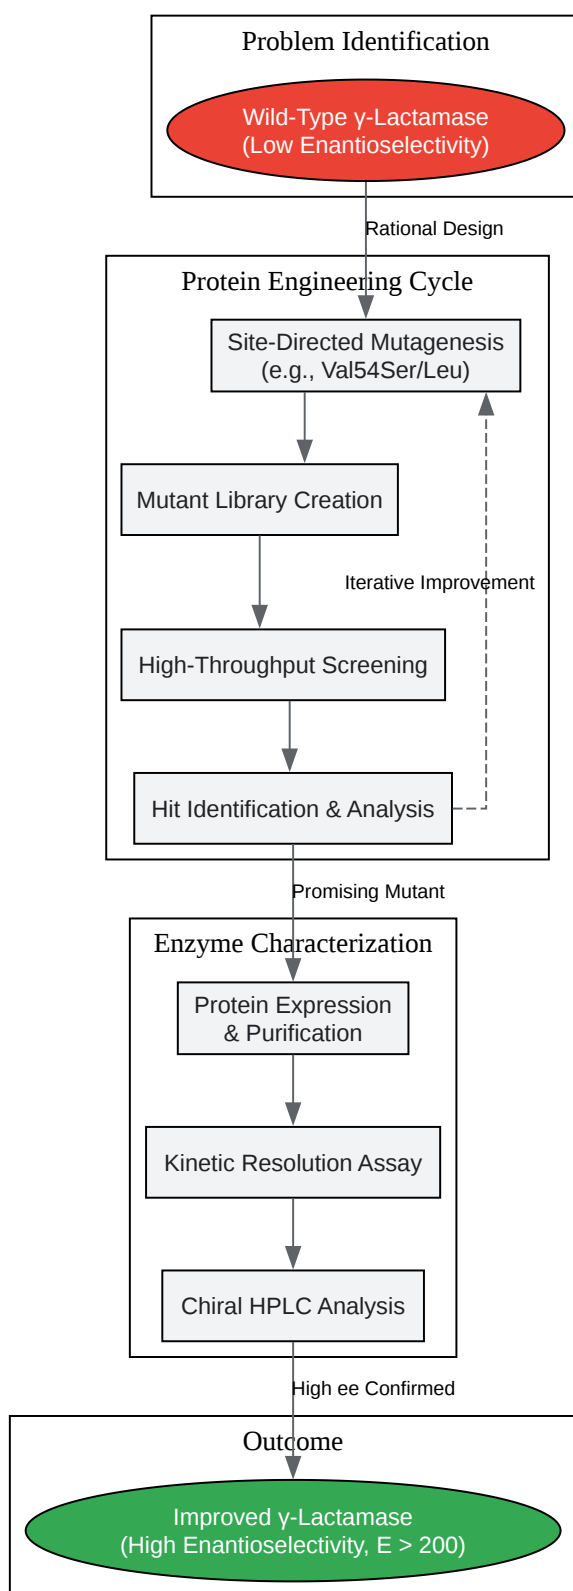 Problem Identification
Wild-Type γ-Lactamase
(Low Enantioselectivity)
Rational Design
Protein Engineering Cycle
Site-Directed Mutagenesis
(e.g., Val54Ser/Leu)
Mutant Library Creation
Iterative Improvement
High-Throughput Screening
Hit Identification & Analysis
Promising Mutant
Enzyme Characterization
Protein Expression
& Purification
Kinetic Resolution Assay
Chiral HPLC Analysis
High ee Confirmed
Outcome
Improved γ-Lactamase
(High Enantioselectivity, E > 200)